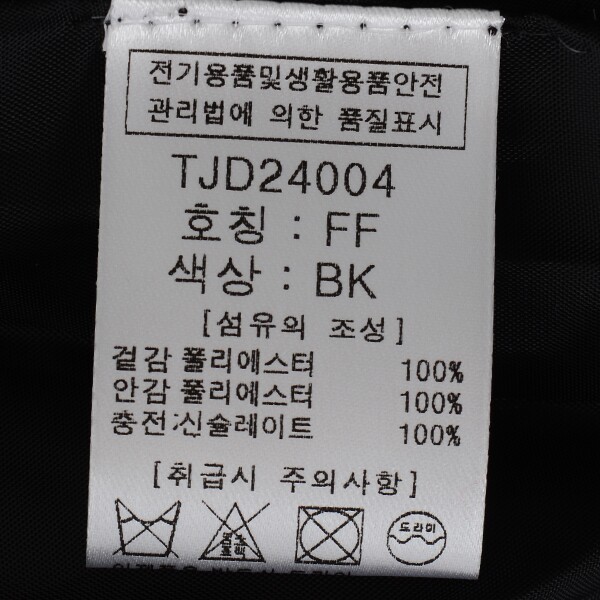 전기용품및생활용품안전
관리법에 의한 품질표시
TJD24004
호칭 : FF
색상 : BK
[섬유의 조성]
겉감 폴리에스터 100%
안감 폴리에스터 100%
충전:신슐레이트 100%
[취급시 주의사항]
드라이